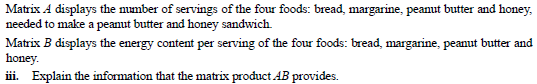 Matrix A displays the number of servings of the four foods: bread, margarine, peanut butter and honey,
needed to make a peanut butter and honey sandwich.
Matrix B displays the energy content per serving of the four foods: bread, margarine, peanut butter and
honey.
iii. Explain the information that the matrix product AB provides.